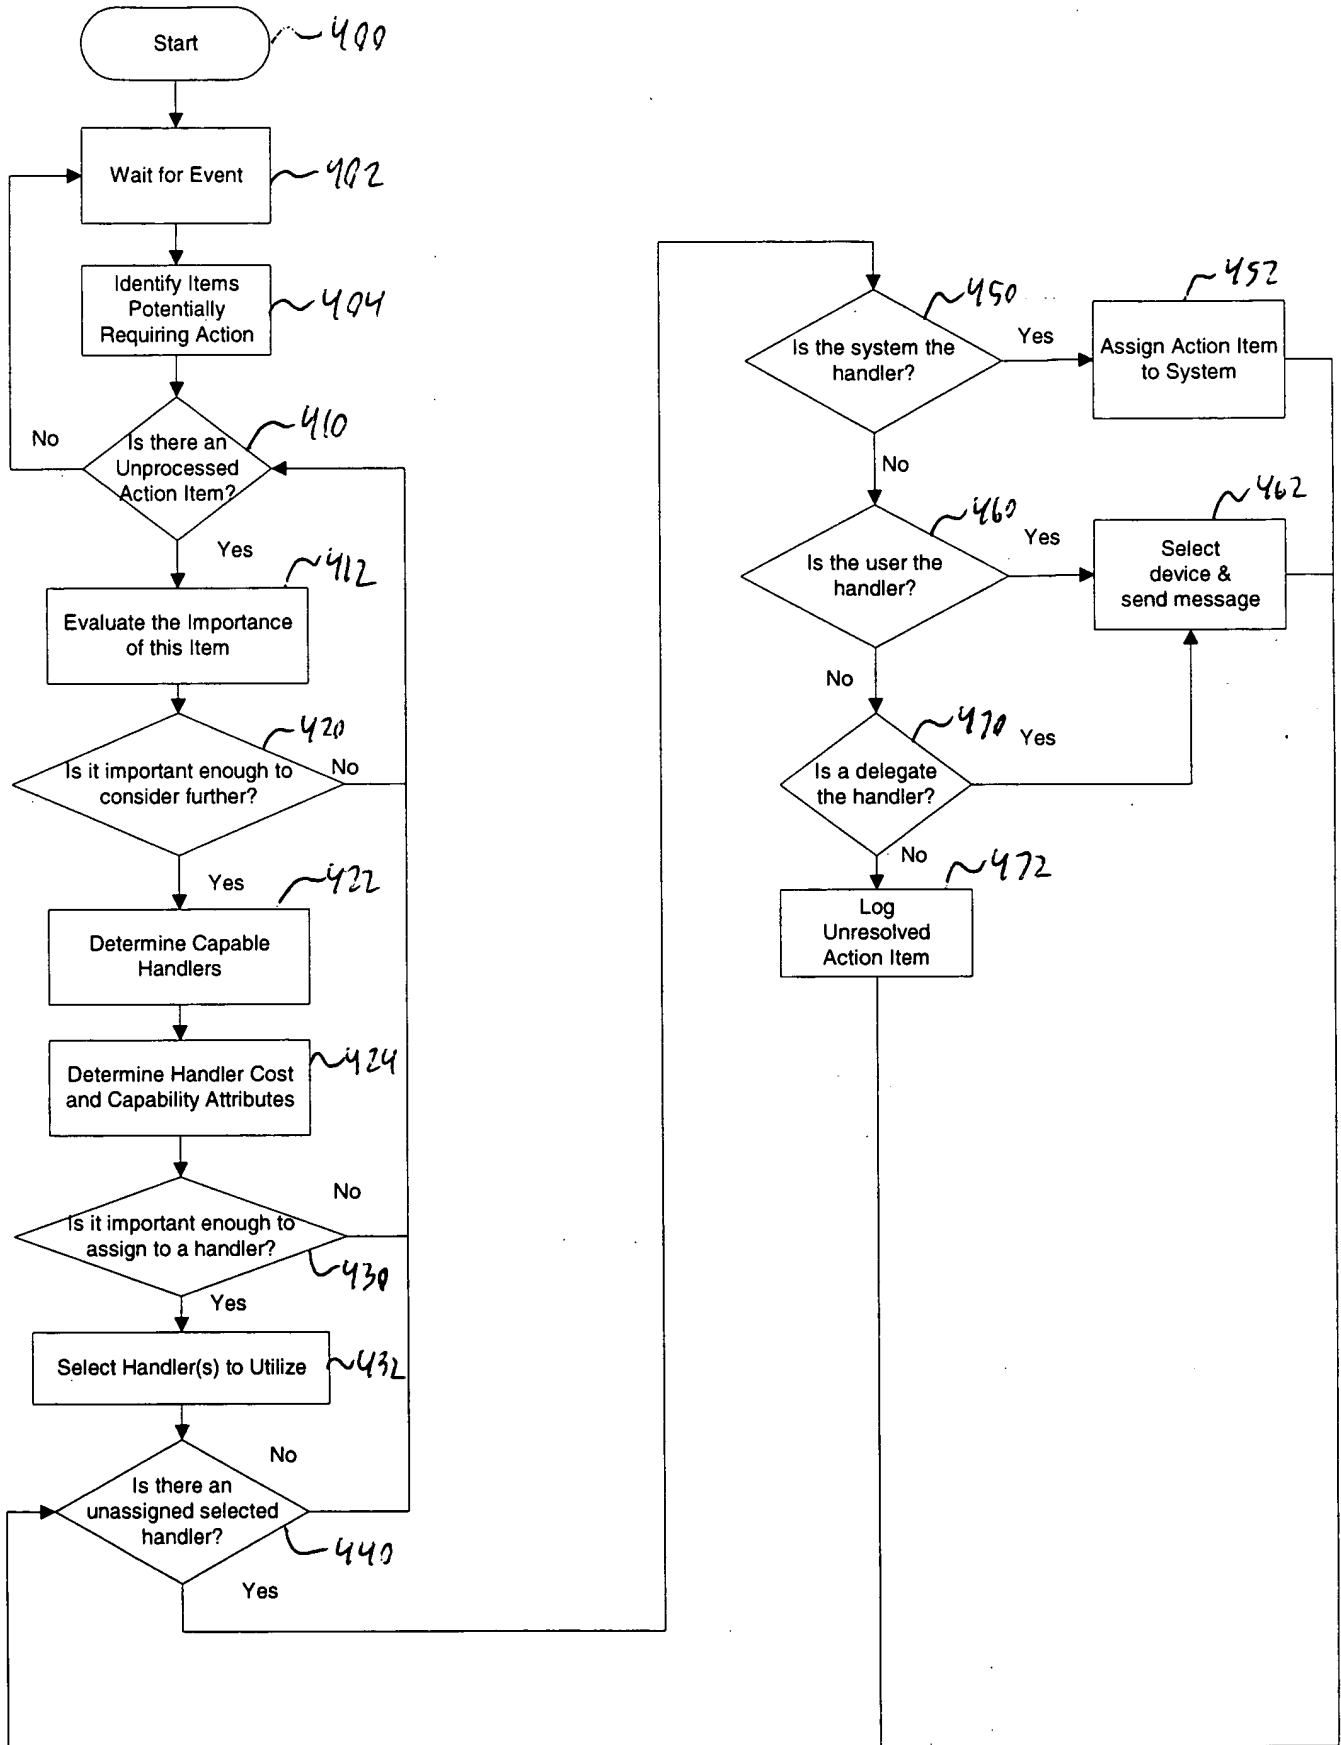 Start
400
Wait for Event
402
Identify Items
Potentially
Requiring Action
404
No
Is there an
Unprocessed
Action Item?
410
Yes
412
Evaluate the Importance
of this Item
420
Is it important enough to
consider further?
No
Yes
422
Determine Capable
Handlers
424
Determine Handler Cost
and Capability Attributes
No
Is it important enough to
assign to a handler?
430
Yes
Select Handler(s) to Utilize
432
No
Is there an
unassigned selected
handler?
440
Yes
450
Is the system the
handler?
Yes
452
Assign Action Item
to System
No
460
Is the user the
handler?
Yes
462
Select
device &
send message
No
470
Yes
Is a delegate
the handler?
No
472
Log
Unresolved
Action Item